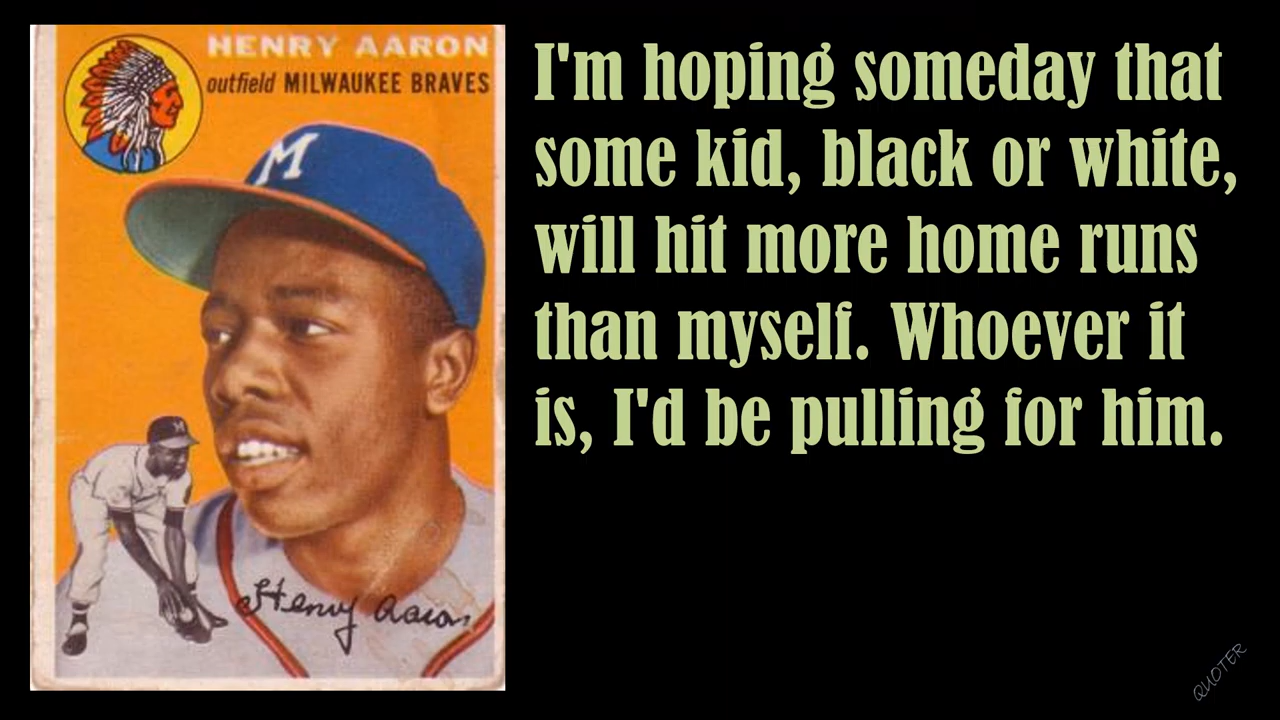 HENRY AARON
outfield MILWAUKEE BRAVES
M
M
Henry Aaron
I'm hoping someday that
some kid, black or white,
will hit more home runs
than myself. Whoever it
is, I'd be pulling for him.
QUOTER